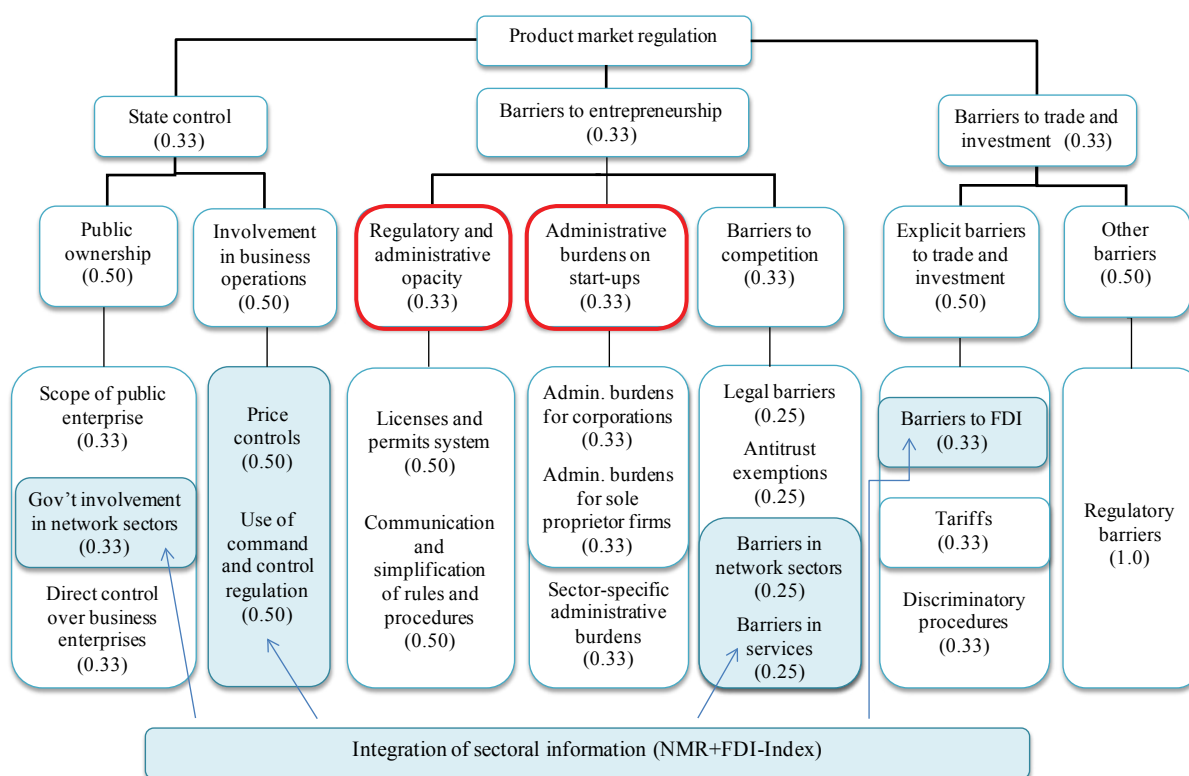 Product market regulation
State control
(0.33)
Barriers to entrepreneurship
(0.33)
Barriers to trade and
investment (0.33)
Public
ownership
(0.50)
Involvement
in business
operations
(0.50)
Regulatory and
administrative
opacity
(0.33)
Administrative
burdens on
start-ups
(0.33)
Barriers to
competition
(0.33)
Explicit barriers
to trade and
investment
(0.50)
Other
barriers
(0.50)
Scope of public
enterprise
(0.33)
Gov’t involvement
in network sectors
(0.33)
Direct control
over business
enterprises
(0.33)
Price
controls
(0.50)
Use of
command
and control
regulation
(0.50)
Licenses and
permits system
(0.50)
Communication
and
simplification
of rules and
procedures
(0.50)
Admin. burdens
for corporations
(0.33)
Admin. burdens
for sole
proprietor firms
(0.33)
Sector-specific
administrative
burdens
(0.33)
Legal barriers
(0.25)
Antitrust
exemptions
(0.25)
Barriers in
network sectors
(0.25)
Barriers in
services
(0.25)
Barriers to FDI
(0.33)
Tariffs
(0.33)
Discriminatory
procedures
(0.33)
Regulatory
barriers
(1.0)
Integration of sectoral information (NMR+FDI-Index)